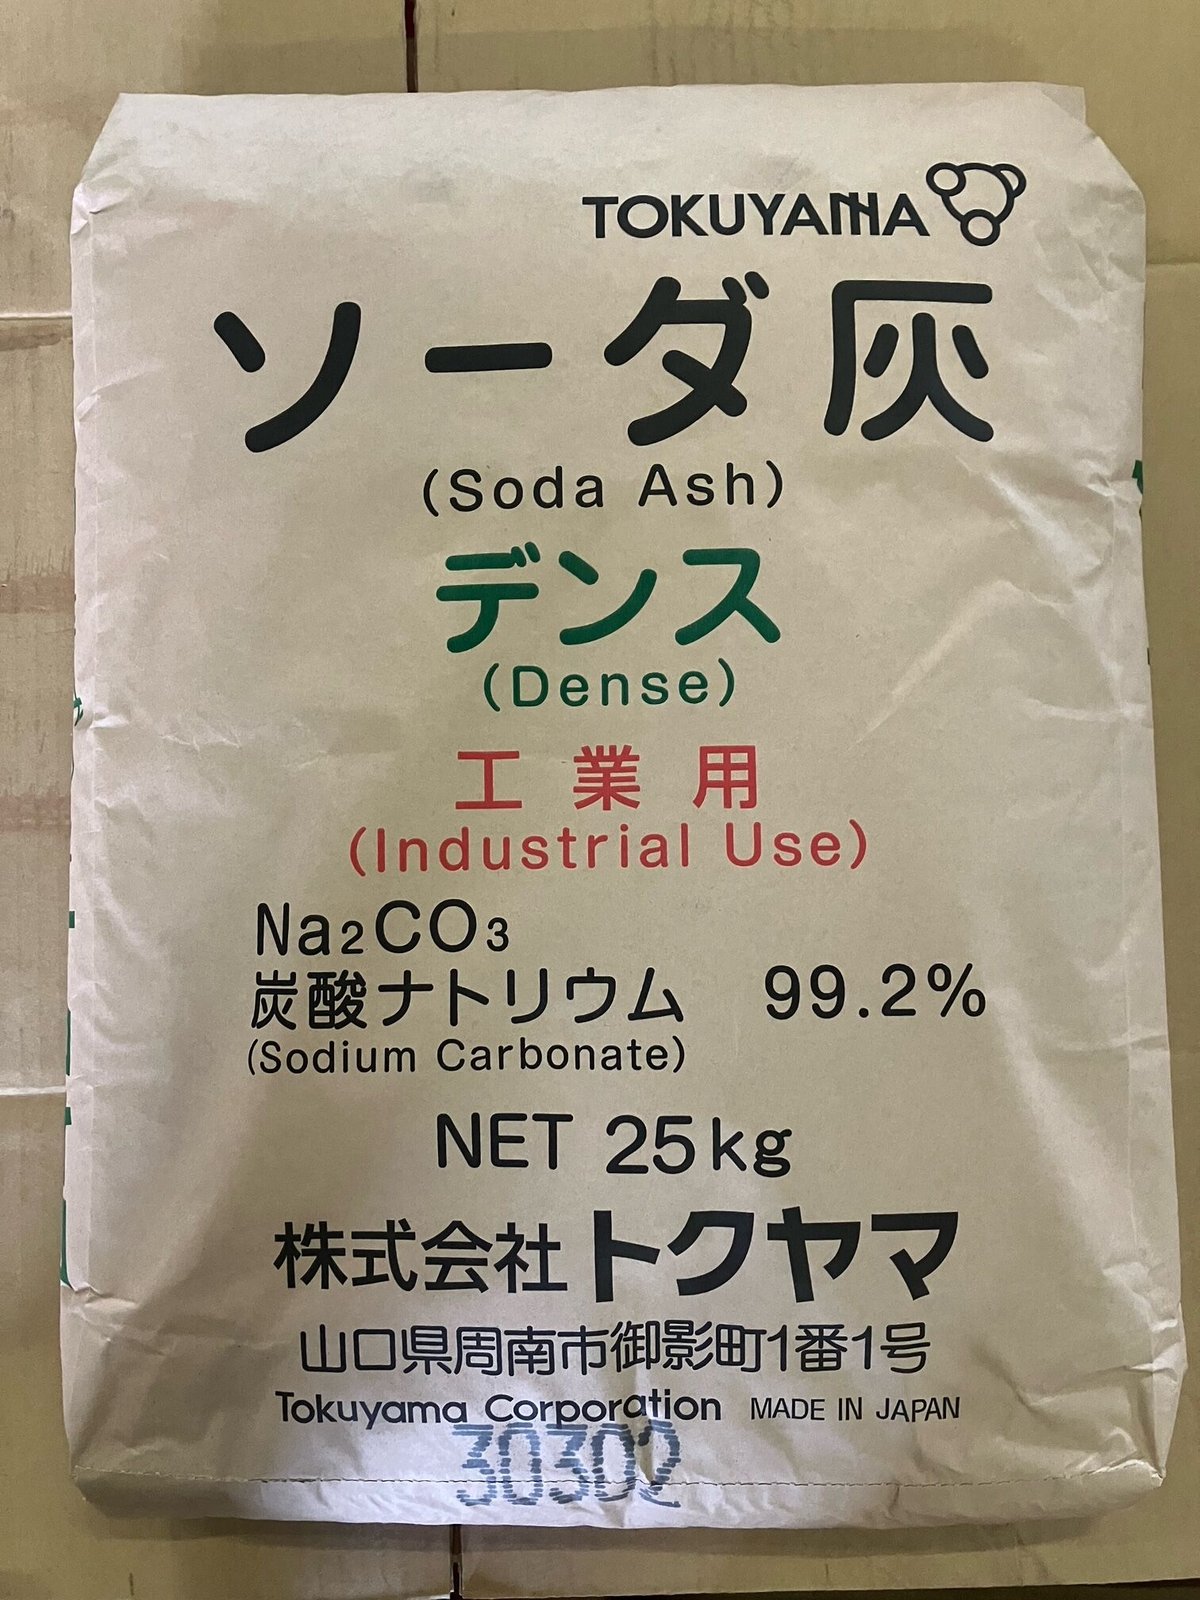 TOKUYAMA
ソーダ灰
(Soda Ash)
デンス
(Dense)
工業用
(Industrial Use)
Na₂CO₃
炭酸ナトリウム 99.2%
(Sodium Carbonate)
NET 25kg
株式会社トクヤマ
山口県周南市御影町1番1号
Tokuyama Corporation MADE IN JAPAN
30302